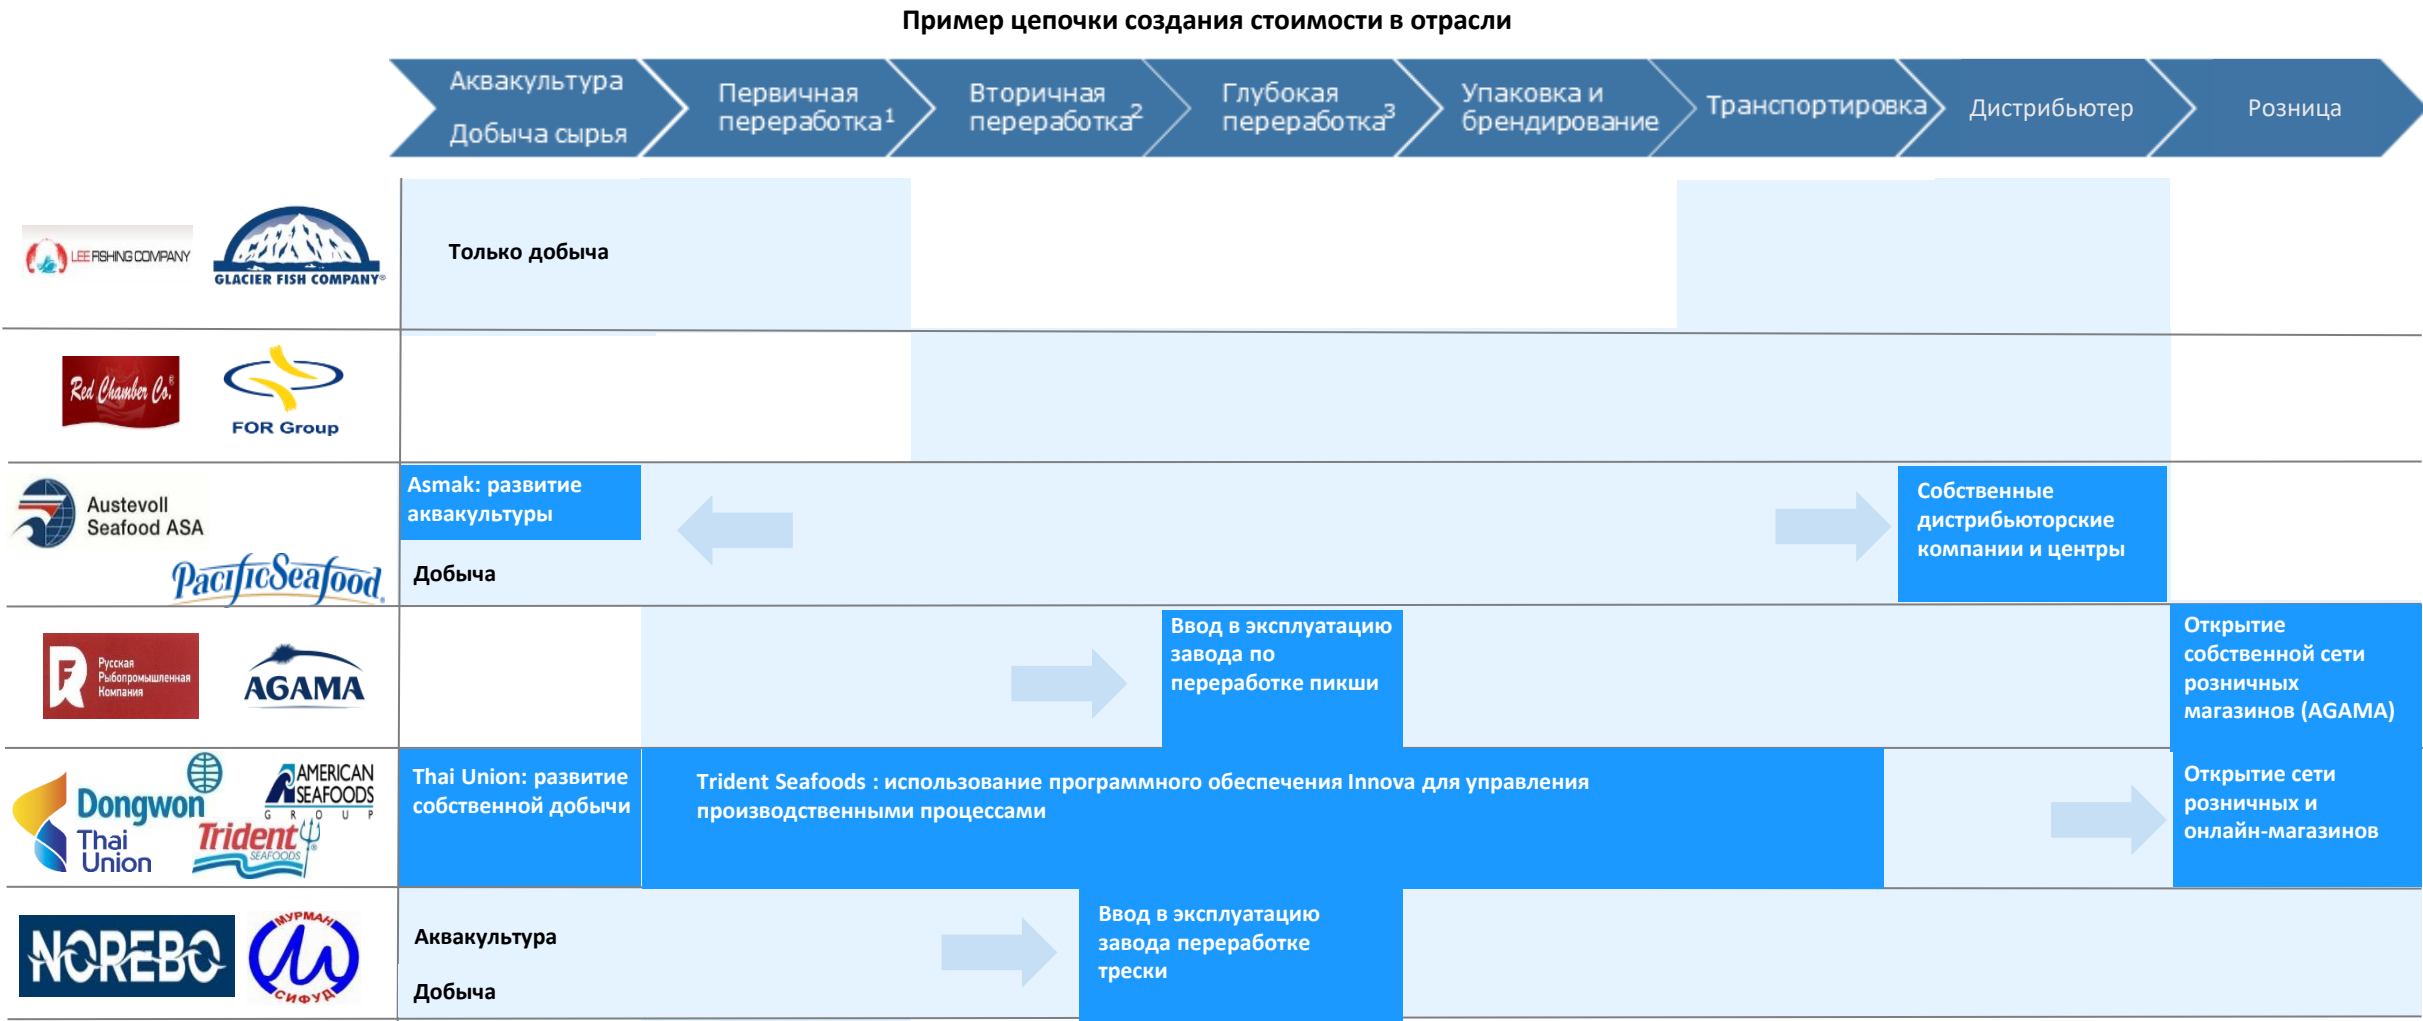 Пример цепочки создания стоимости в отрасли
Аквакультура
Добыча сырья
Первичная
переработка1
Вторичная
переработка2
Глубокая
переработка3
Упаковка и
брендирование
Транспортировка
Дистрибьютер
Розница
LEE FISHING COMPANY
GLACIER FISH COMPANY®
Только добыча
Red Chamber Co.®
FOR Group
Austevoll
Seafood ASA
PacificSeafood®
Asmak: развитие
аквакультуры
Добыча
Собственные
дистрибьюторские
компании и центры
Русская
Рыбопромышленная
Компания
AGAMA
Ввод в эксплуатацию
завода по
переработке пикши
Открытие
собственной сети
розничных
магазинов (AGAMA)
Dongwon
Thai
Union
AMERICAN
SEAFOODS
GROUP
Trident
SEAFOODS
Thai Union: развитие
собственной добычи
Trident Seafoods : использование программного обеспечения Innova для управления
производственными процессами
Открытие сети
розничных и
онлайн-магазинов
NOREBO
МУРМАН
СИФУД
Аквакультура
Добыча
Ввод в эксплуатацию
завода переработке
трески